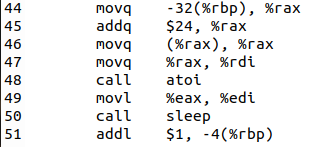 44 movq -32(%rbp), %rax
45 addq $24, %rax
46 movq (%rax), %rax
47 movq %rax, %rdi
48 call atoi
49 movl %eax, %edi
50 call sleep
51 addl $1, -4(%rbp)